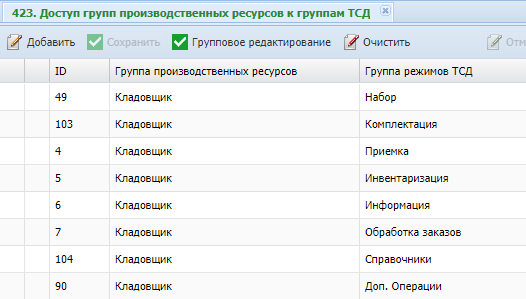 423. Доступ групп производственных ресурсов к группам ТСД
Добавить Сохранить Групповое редактирование Очистить
ID Группа производственных ресурсов Группа режимов ТСД
49 Кладовщик Набор
103 Кладовщик Комплектация
4 Кладовщик Приемка
5 Кладовщик Инвентаризация
6 Кладовщик Информация
7 Кладовщик Обработка заказов
104 Кладовщик Справочники
90 Кладовщик Доп. Операции